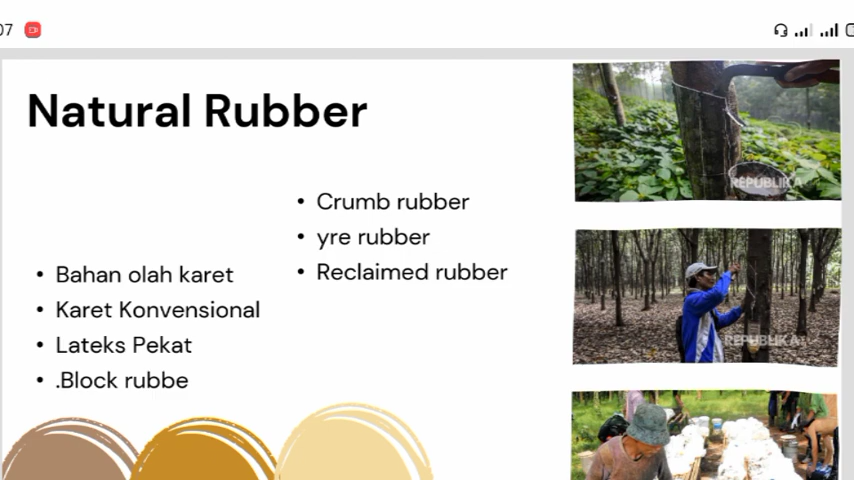 07
Natural Rubber
• Crumb rubber
• yre rubber
• Reclaimed rubber
• Bahan olah karet
• Karet Konvensional
• Lateks Pekat
• .Block rubbe
REPUBLIKA
REPUBLIKA